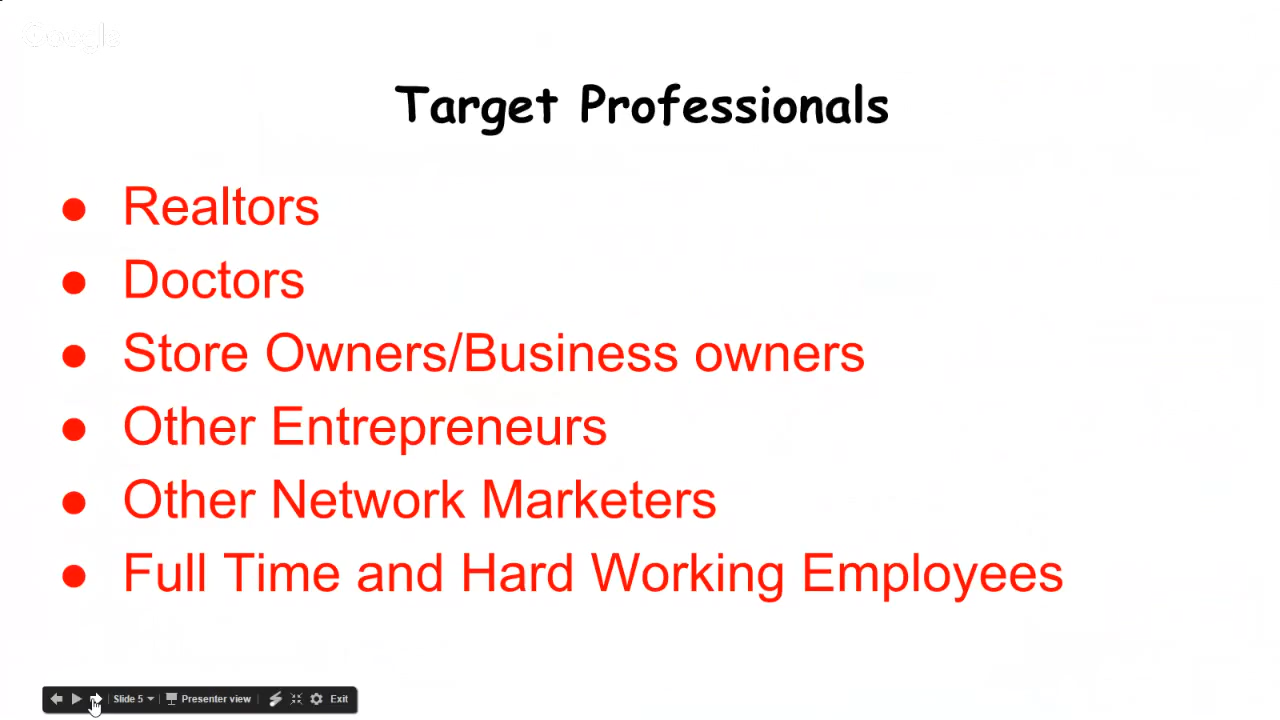 Google
Target Professionals
● Realtors
● Doctors
● Store Owners/Business owners
● Other Entrepreneurs
● Other Network Marketers
● Full Time and Hard Working Employees
Slide 5 Presenter view Exit